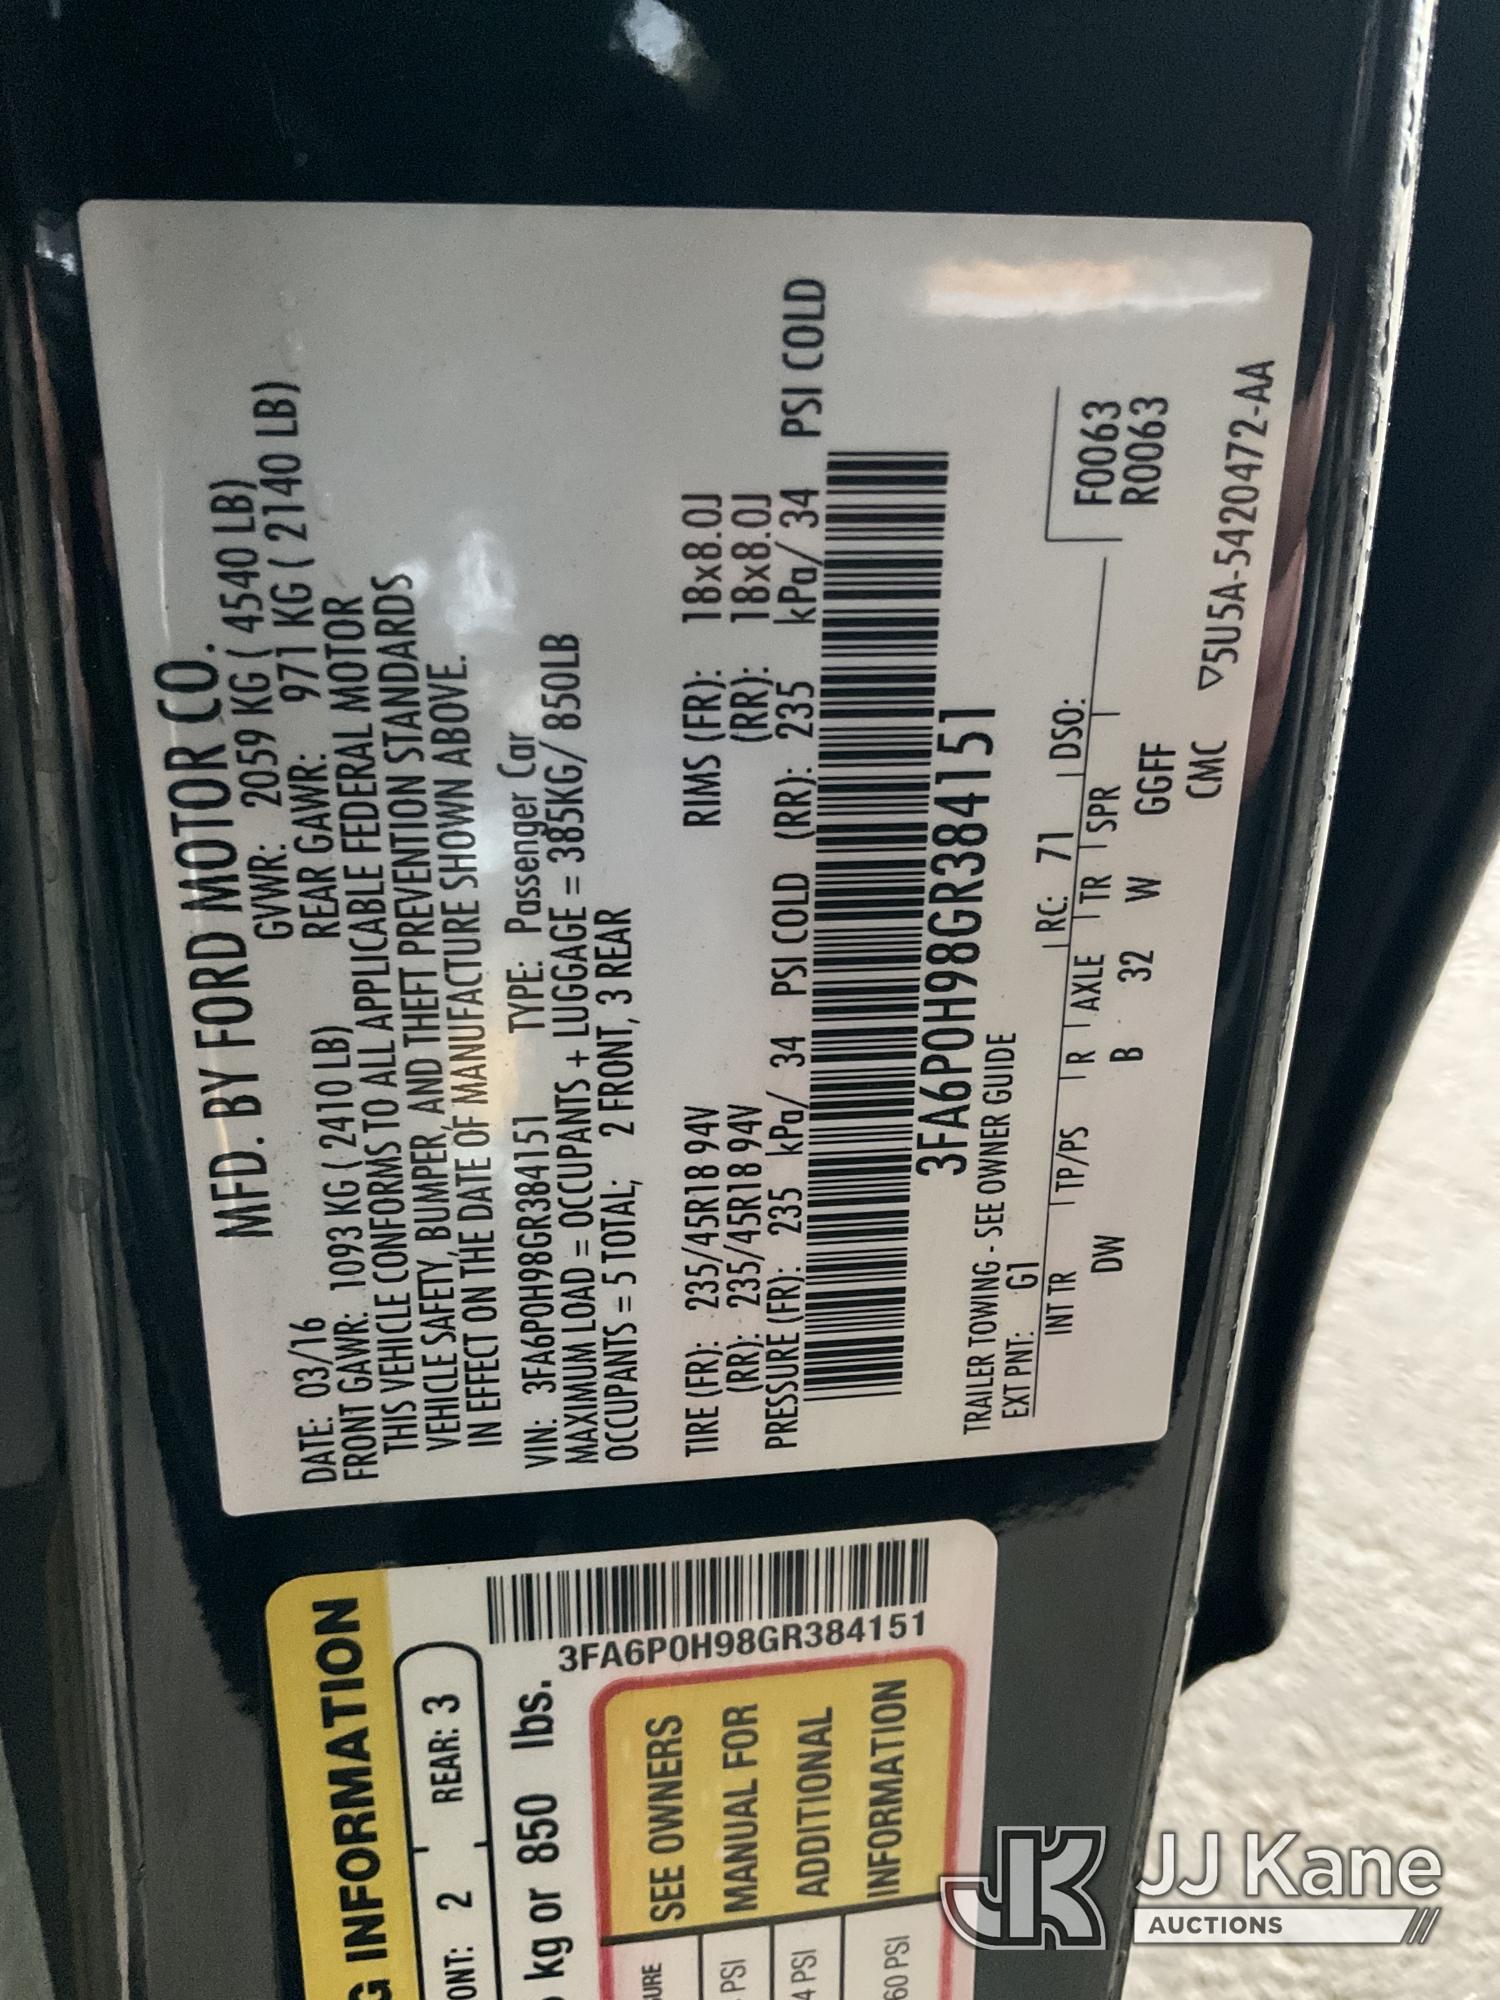 MFD. BY FORD MOTOR CO.
DATE: 03/16 GVWR: 2059 KG ( 4540 LB)
FRONT GAWR: 1093 KG ( 2410 LB) REAR GAWR: 971 KG ( 2140 LB)
THIS VEHICLE CONFORMS TO ALL APPLICABLE FEDERAL MOTOR
VEHICLE SAFETY, BUMPER, AND THEFT PREVENTION STANDARDS
IN EFFECT ON THE DATE OF MANUFACTURE SHOWN ABOVE.
VIN: 3FA6P0H98GR384151 TYPE: Passenger Car
MAXIMUM LOAD = OCCUPANTS + LUGGAGE = 385KG/ 850LB
OCCUPANTS = 5 TOTAL; 2 FRONT, 3 REAR
TIRE (FR): 235/45R18 94V RIMS (FR): 18x8.0J
(RR): 235/45R18 94V (RR): 18x8.0J
PRESSURE (FR): 235 kPa/ 34 PSI COLD (RR): 235 kPa/ 34 PSI COLD
3FA6P0H98GR384151
TRAILER TOWING - SEE OWNER GUIDE
EXT PNT: G1 RC: 71 DSO:
INT TR TP/PS R AXLE TR SPR F0063
DW B 32 W GGFF R0063
CMC ▽5U5A-5420472-AA
G INFORMATION
ONT: 2 REAR: 3
kg or 850 lbs.
3FA6P0H98GR384151
URE
PSI
4 PSI
60 PSI
SEE OWNERS
MANUAL FOR
ADDITIONAL
INFORMATION
JK
JJ Kane
AUCTIONS